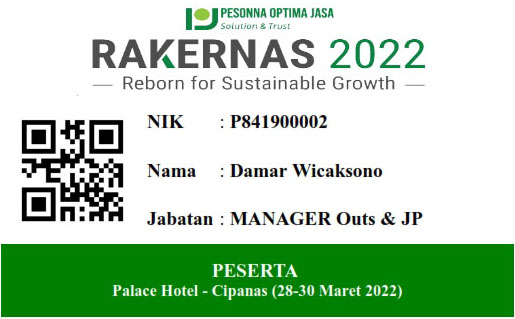 PESONNA OPTIMA JASA
Solution & Trust
RAKERNAS 2022
Reborn for Sustainable Growth
NIK : P841900002
Nama : Damar Wicaksono
Jabatan : MANAGER Outs & JP
PESERTA
Palace Hotel - Cipanas (28-30 Maret 2022)